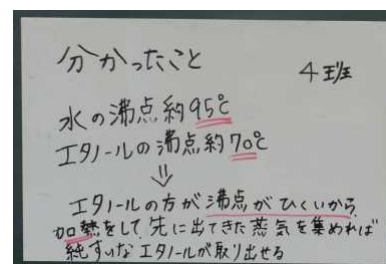 分かったこと
4班
水の沸点約95℃
エタノールの沸点約70℃
⇓
エタノールの方が沸点がひくいから
加熱をして、先に出てきた蒸気を集めれば
純すいなエタノールが取り出せる